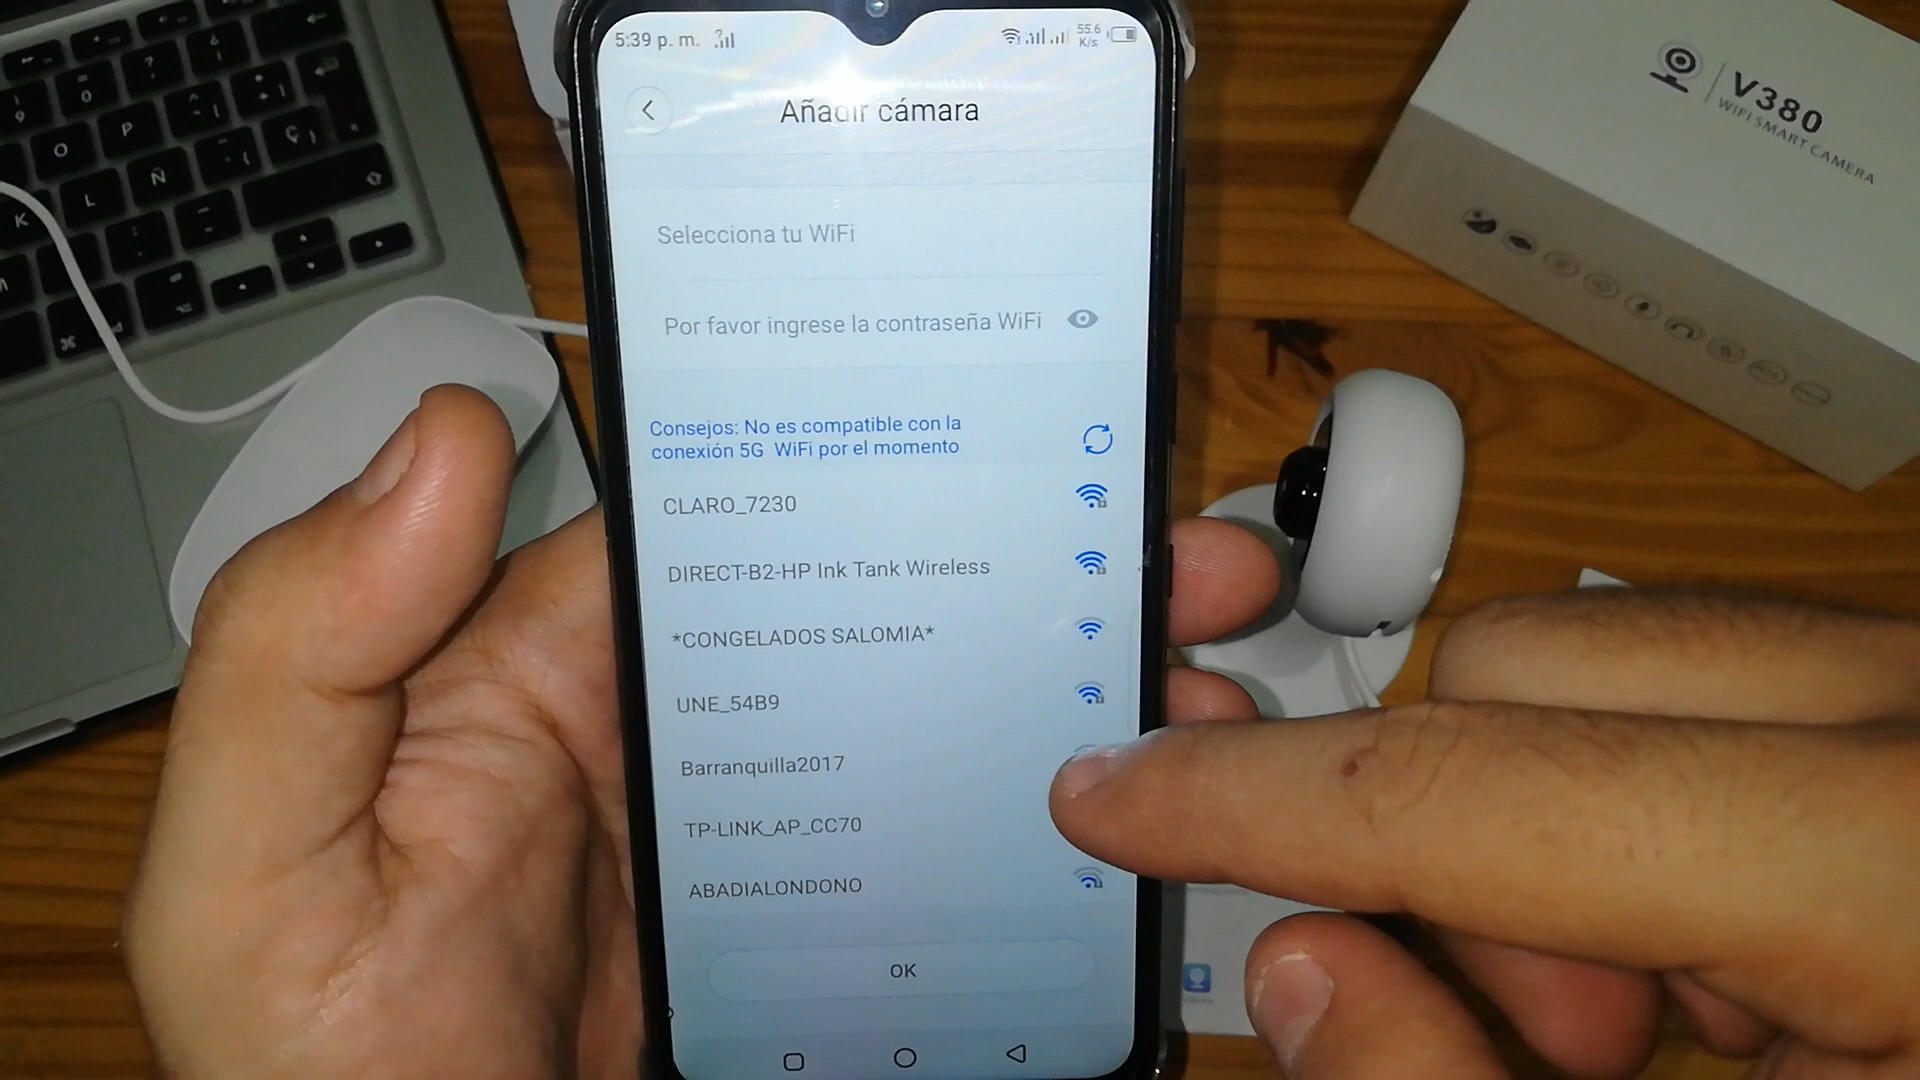 5:39 p. m.
55.6
K/s
Añadir cámara
Selecciona tu WiFi
Por favor ingrese la contraseña WiFi
Consejos: No es compatible con la
conexión 5G WiFi por el momento
CLARO_7230
DIRECT-B2-HP Ink Tank Wireless
*CONGELADOS SALOMIA*
UNE_54B9
Barranquilla2017
TP-LINK_AP_CC70
ABADIALONDONO
OK
V380
WIFI SMART CAMERA
O
P
K
L
Ñ
Ç